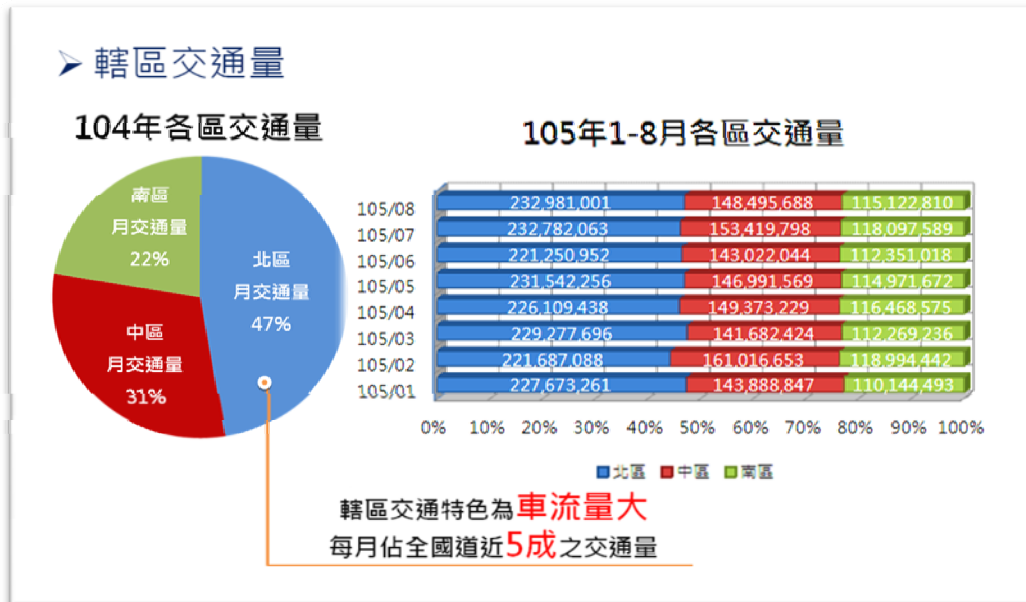 ➢ 轄區交通量
104年各區交通量
南區
月交通量
22%
北區
月交通量
47%
中區
月交通量
31%
105年1-8月各區交通量
105/08 232,981,001 148,495,688 115,122,810
105/07 232,782,063 153,419,798 118,097,589
105/06 221,250,952 143,022,044 112,351,018
105/05 231,542,256 146,991,569 114,971,672
105/04 226,109,438 149,373,229 116,468,575
105/03 229,277,696 141,682,424 112,269,236
105/02 221,687,088 161,016,653 118,994,442
105/01 227,673,261 143,888,847 110,144,493
0% 10% 20% 30% 40% 50% 60% 70% 80% 90% 100%
北區 中區 南區
轄區交通特色為車流量大
每月佔全國道近5成之交通量